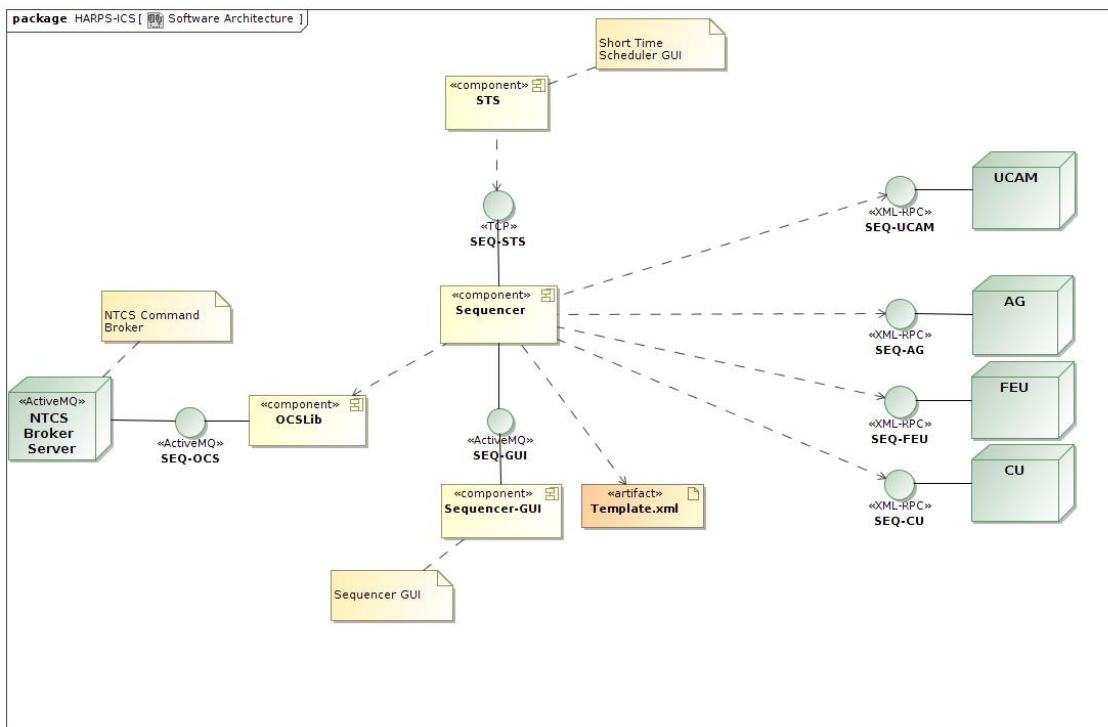 package HARPS-ICS [ Software Architecture ]
Short Time
Scheduler GUI
«component»
STS
«TCP»
SEQ-STS
UCAM
«XML-RPC»
SEQ-UCAM
«component»
Sequencer
AG
«XML-RPC»
SEQ-AG
NTCS Command
Broker
«ActiveMQ»
NTCS
Broker
Server
«ActiveMQ»
SEQ-OCS
«component»
OCSLib
«ActiveMQ»
SEQ-GUI
FEU
«XML-RPC»
SEQ-FEU
CU
«XML-RPC»
SEQ-CU
«component»
Sequencer-GUI
«artifact»
Template.xml
Sequencer GUI